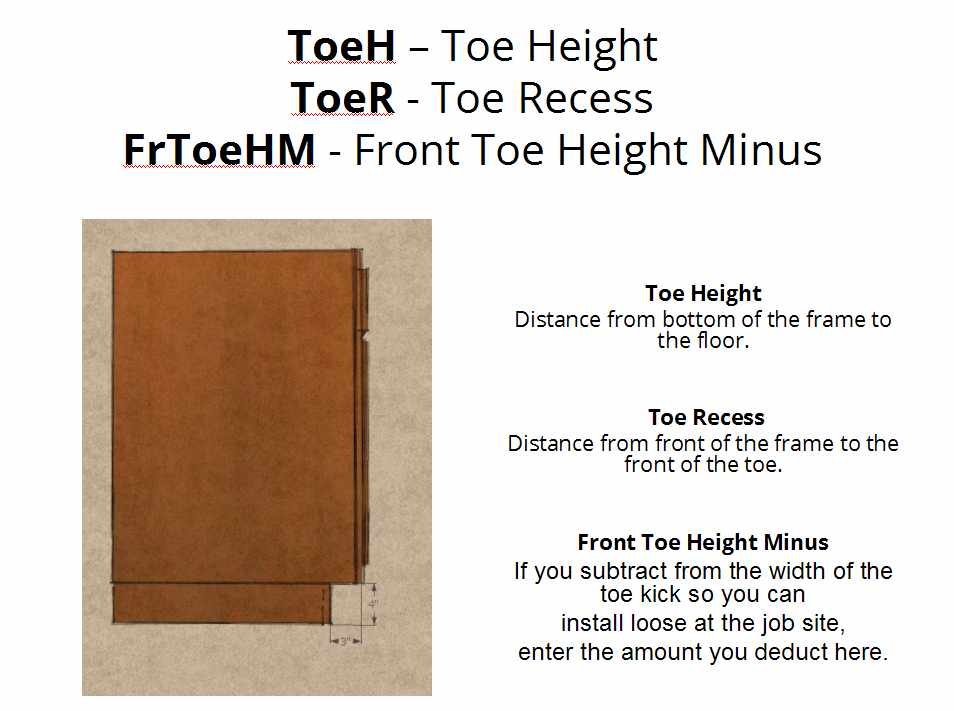 ToeH – Toe Height
ToeR - Toe Recess
FrToeHM - Front Toe Height Minus
Toe Height
Distance from bottom of the frame to
the floor.
Toe Recess
Distance from front of the frame to the
front of the toe.
Front Toe Height Minus
If you subtract from the width of the
toe kick so you can
install loose at the job site,
enter the amount you deduct here.
4"
3"